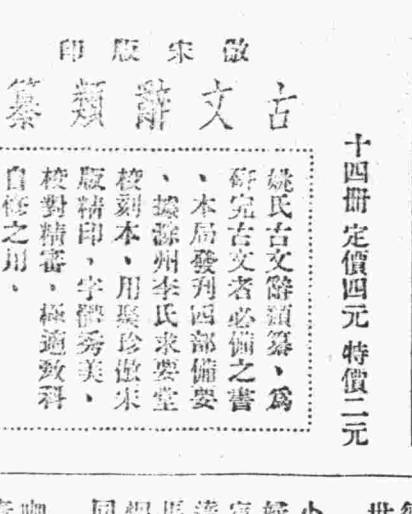 倣宋版印
古文辭類纂
十四冊 定價四元 特價二元
姚氏古文辭類纂、爲
研究古文者必備之書
、本局發刊四部備要
、據滁州李氏求要堂
校刻本、用聚珍倣宋
版精印、字體秀美、
校對精審、極適敎科
自修之用、